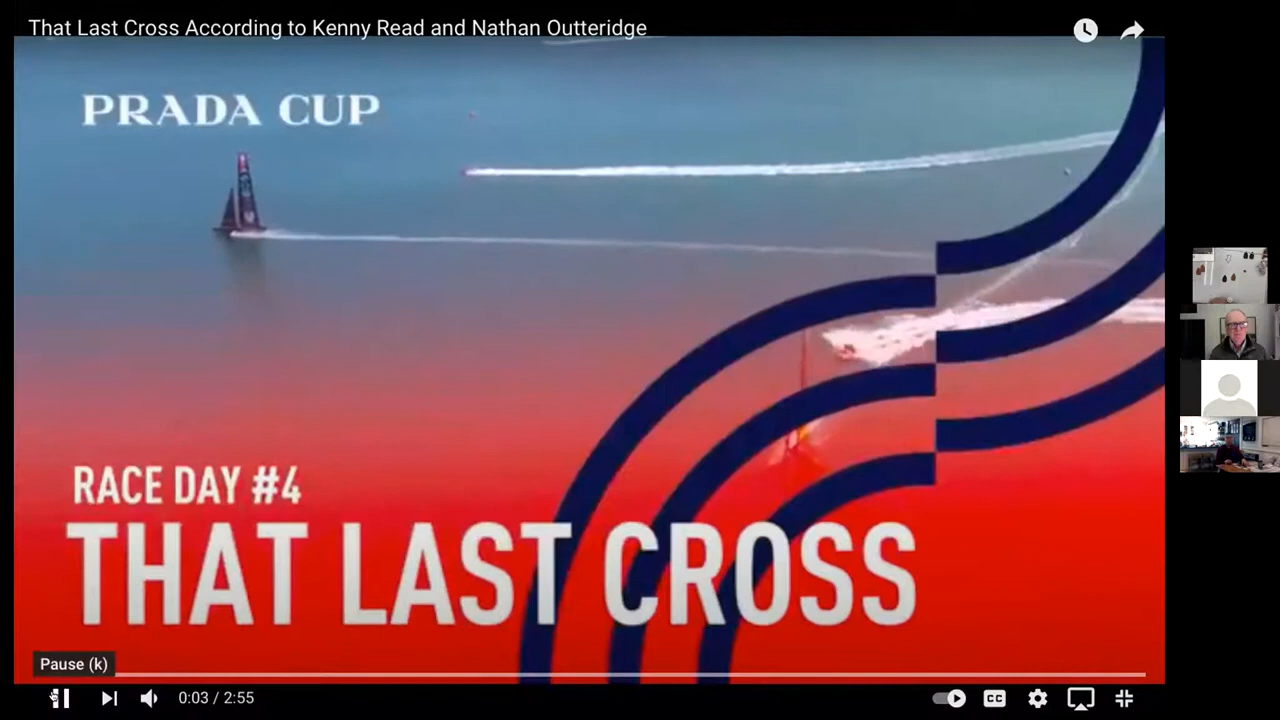 That Last Cross According to Kenny Read and Nathan Outteridge
PRADA CUP
RACE DAY #4
THAT LAST CROSS
Pause (k)
0:03 / 2:55
CC